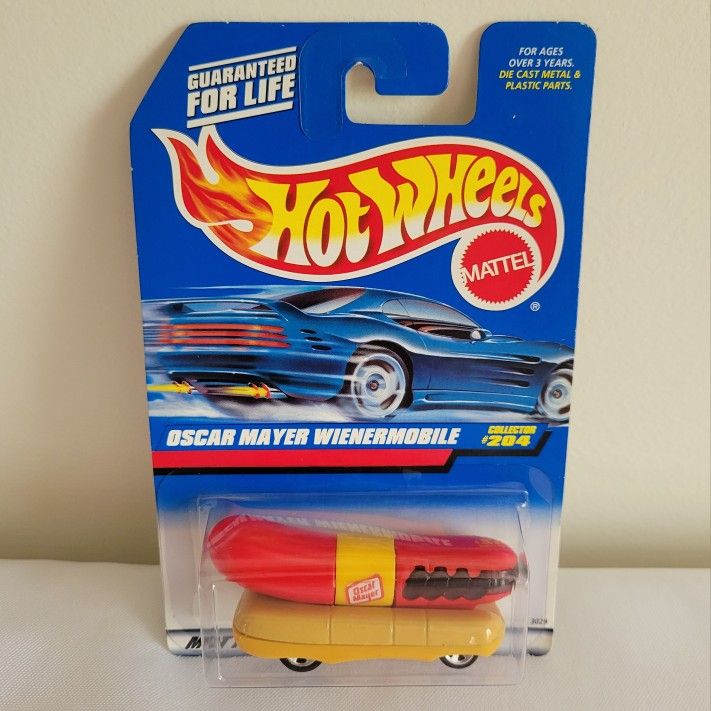 GUARANTEED
FOR LIFE
FOR AGES
OVER 3 YEARS.
DIE CAST METAL &
PLASTIC PARTS.
HOT WHEELS
MATTEL
®
OSCAR MAYER WIENERMOBILE
COLLECTOR
#204
Oscar
Mayer
3029